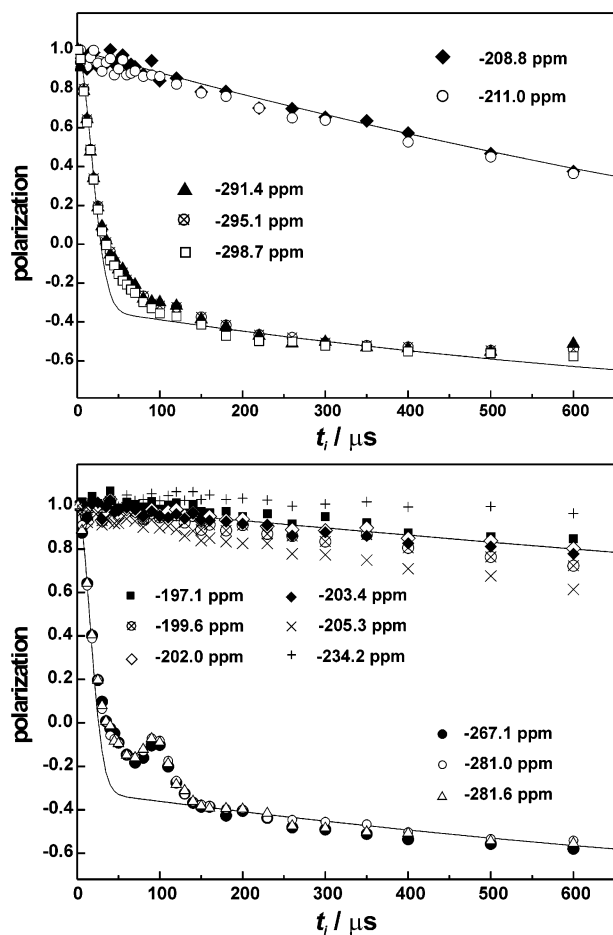 1.0
0.8
0.6
0.4
0.2
0.0
-0.2
-0.4
-0.6
polarization
-208.8 ppm
-211.0 ppm
-291.4 ppm
-295.1 ppm
-298.7 ppm
0 100 200 300 400 500 600
t_i / μs
1.0
0.8
0.6
0.4
0.2
0.0
-0.2
-0.4
-0.6
polarization
-197.1 ppm -203.4 ppm
-199.6 ppm -205.3 ppm
-202.0 ppm -234.2 ppm
-267.1 ppm
-281.0 ppm
-281.6 ppm
0 100 200 300 400 500 600
t_i / μs